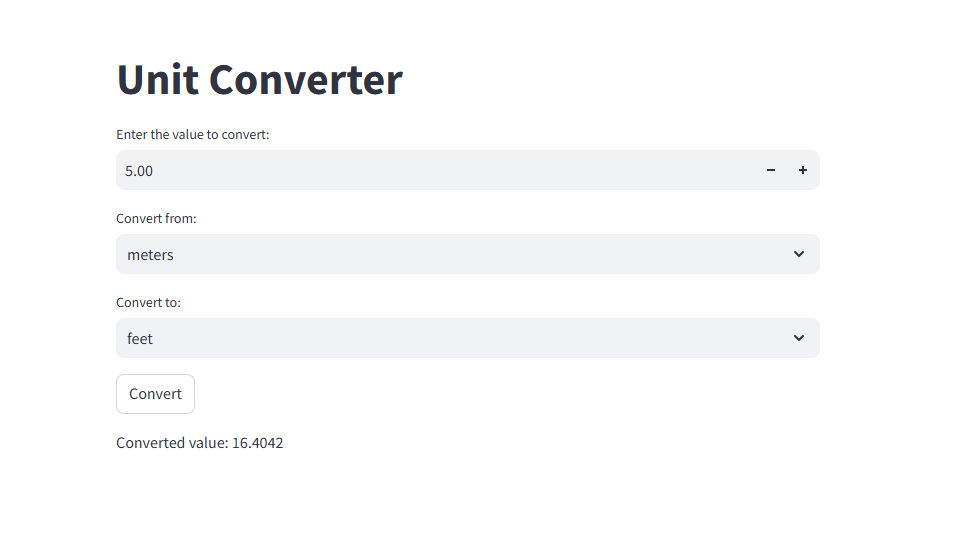 Unit Converter
Enter the value to convert:
5.00
Convert from:
meters
Convert to:
feet
Convert
Converted value: 16.4042